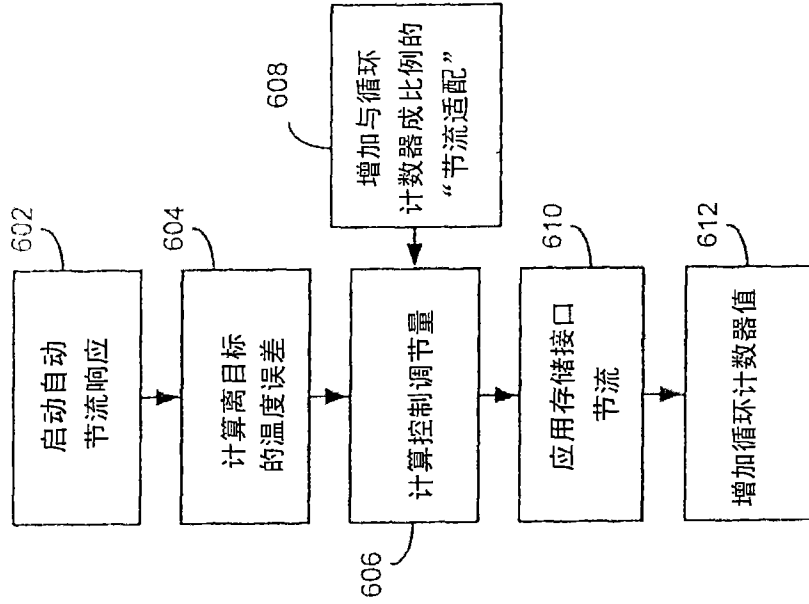 602
启动自动
节流响应
604
计算离目标
的温度误差
606
计算控制调节量
608
增加与循环
计数器成比例的
“节流适配”
610
应用存储接口
节流
612
增加循环计数器值